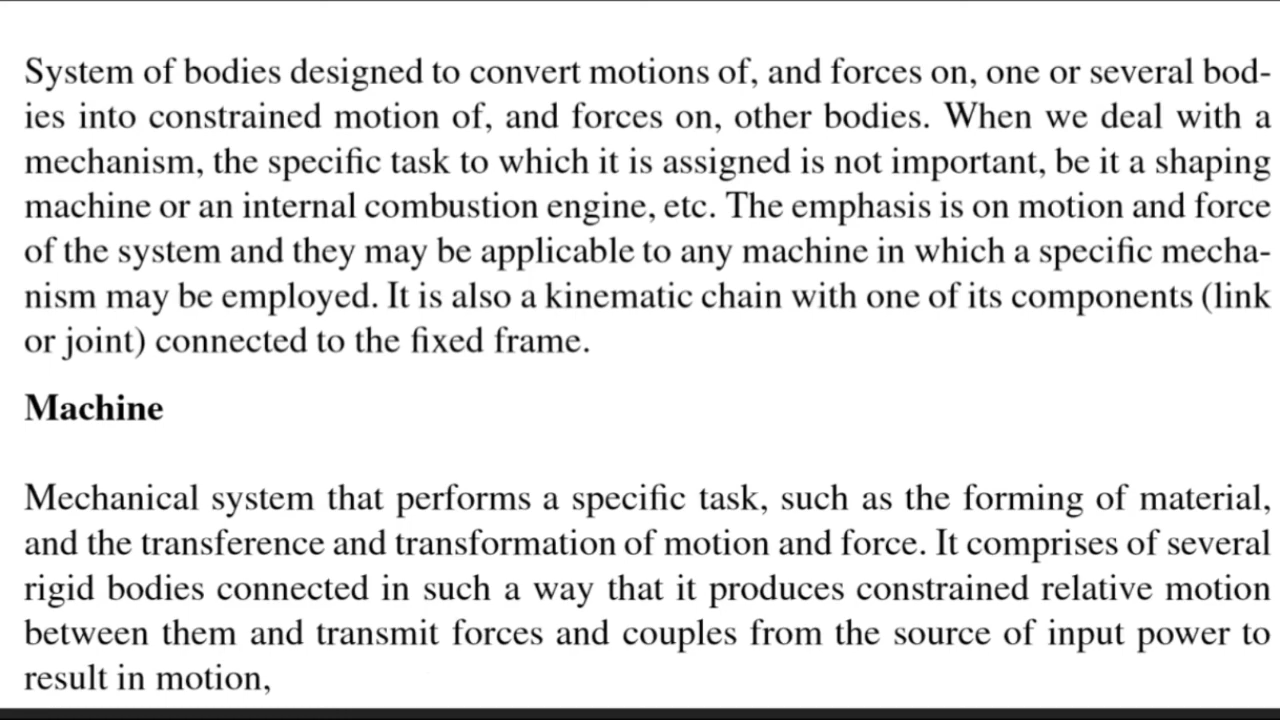 System of bodies designed to convert motions of, and forces on, one or several bod-
ies into constrained motion of, and forces on, other bodies. When we deal with a
mechanism, the specific task to which it is assigned is not important, be it a shaping
machine or an internal combustion engine, etc. The emphasis is on motion and force
of the system and they may be applicable to any machine in which a specific mecha-
nism may be employed. It is also a kinematic chain with one of its components (link
or joint) connected to the fixed frame.
Machine
Mechanical system that performs a specific task, such as the forming of material,
and the transference and transformation of motion and force. It comprises of several
rigid bodies connected in such a way that it produces constrained relative motion
between them and transmit forces and couples from the source of input power to
result in motion,